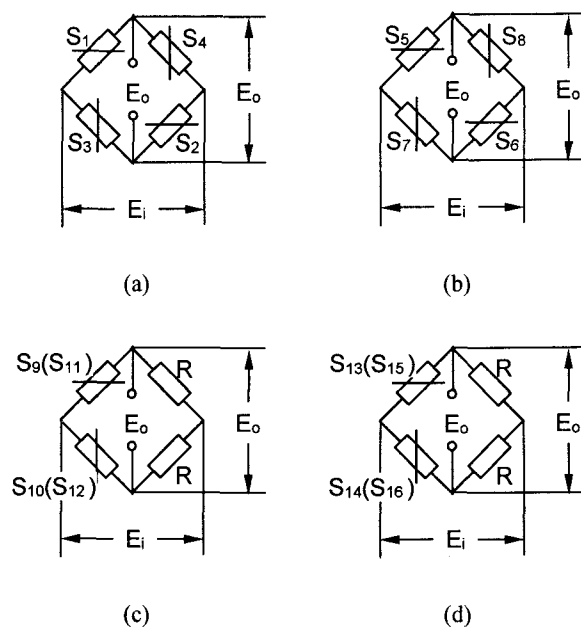 S1
S4
Eo
Eo
S3
S2
Ei
(a)
S5
S8
Eo
Eo
S7
S6
Ei
(b)
S9(S11)
R
Eo
Eo
S10(S12)
R
Ei
(c)
S13(S15)
R
Eo
Eo
S14(S16)
R
Ei
(d)